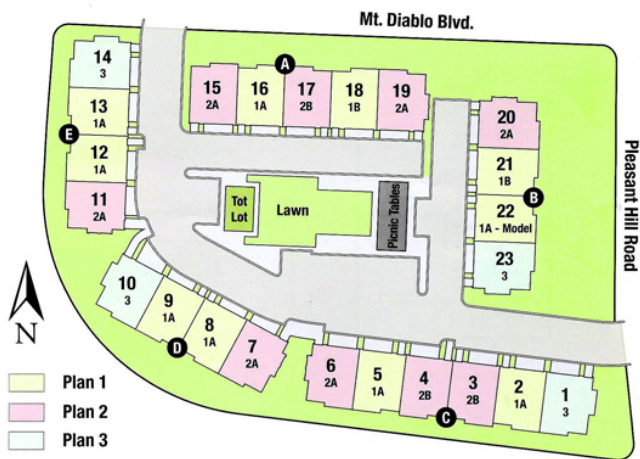 Mt. Diablo Blvd.
A
14
3
13
1A
E
12
1A
11
2A
15
2A
16
1A
17
2B
18
1B
19
2A
20
2A
21
1B
B
22
1A - Model
23
3
Pleasant Hill Road
Tot
Lot
Lawn
Picnic Tables
10
3
9
1A
8
1A
7
2A
D
6
2A
5
1A
4
2B
3
2B
2
1A
1
3
C
N
Plan 1
Plan 2
Plan 3